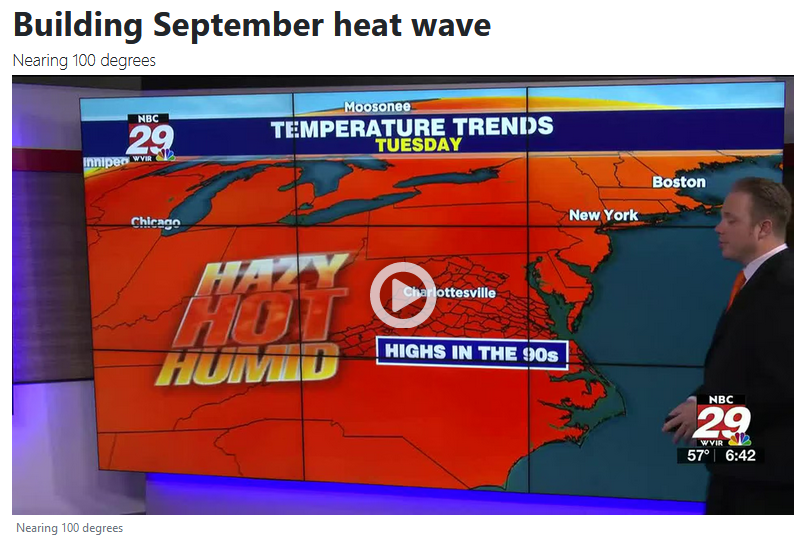 Building September heat wave
Nearing 100 degrees
Moosonee
NBC
29
WVIR
TEMPERATURE TRENDS
TUESDAY
innipeg
Boston
Chicago
New York
HAZY
HOT
HUMID
Charlottesville
HIGHS IN THE 90s
NBC
29
WVIR
57° 6:42
Nearing 100 degrees